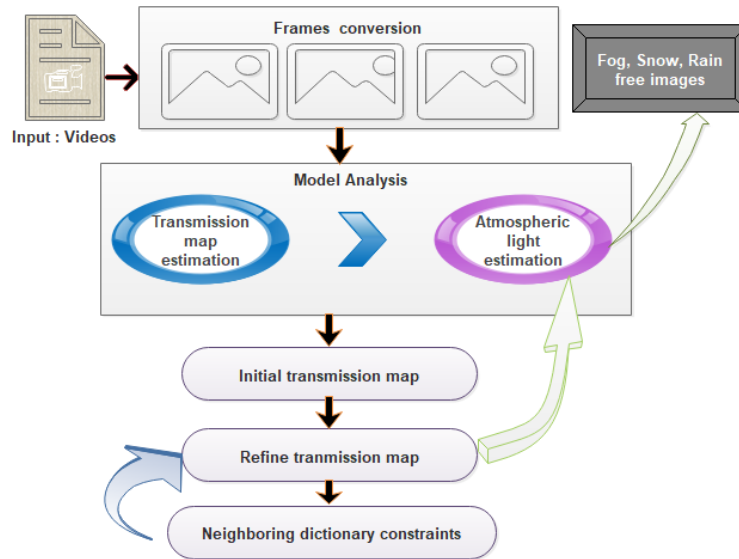 Frames conversion
Input : Videos
Fog, Snow, Rain
free images
Model Analysis
Transmission
map
estimation
Atmospheric
light
estimation
Initial transmission map
Refine tranmission map
Neighboring dictionary constraints